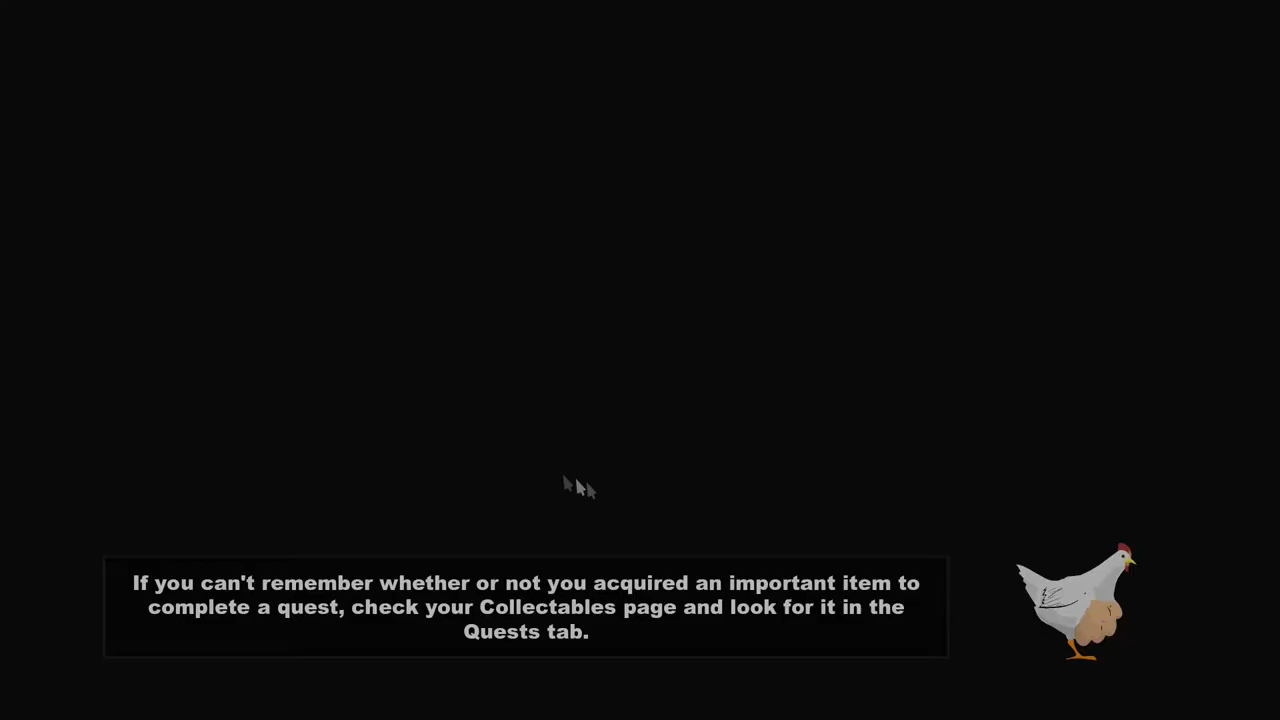 If you can't remember whether or not you acquired an important item to
complete a quest, check your Collectables page and look for it in the
Quests tab.